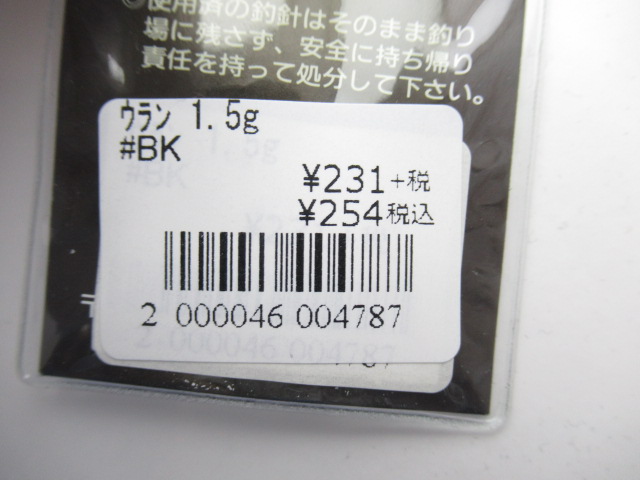 使用済の釣針はそのまま釣り
場に残さず、安全に持ち帰り
責任を持って処分して下さい。
ｳﾗﾝ 1.5g
#BK
¥231+税
¥254税込
2 000046 004787